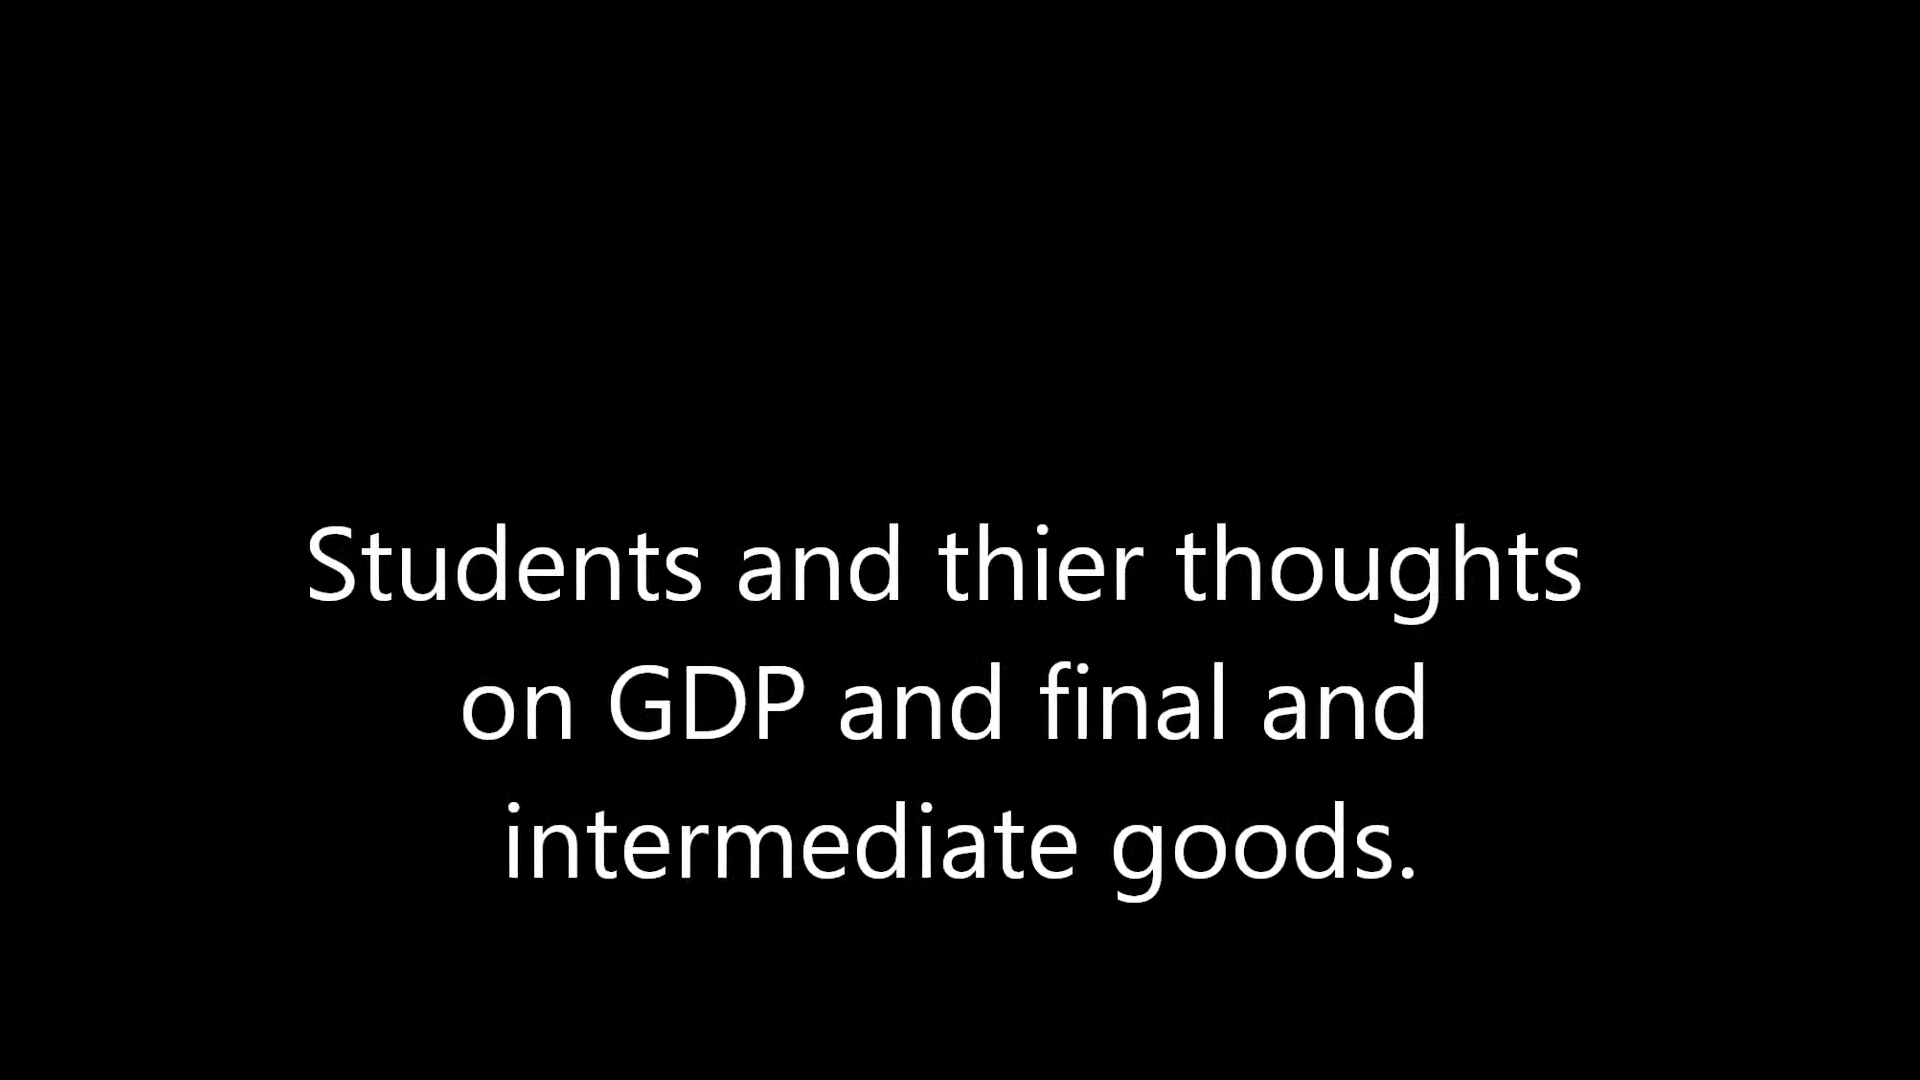 Students and thier thoughts
on GDP and final and
intermediate goods.